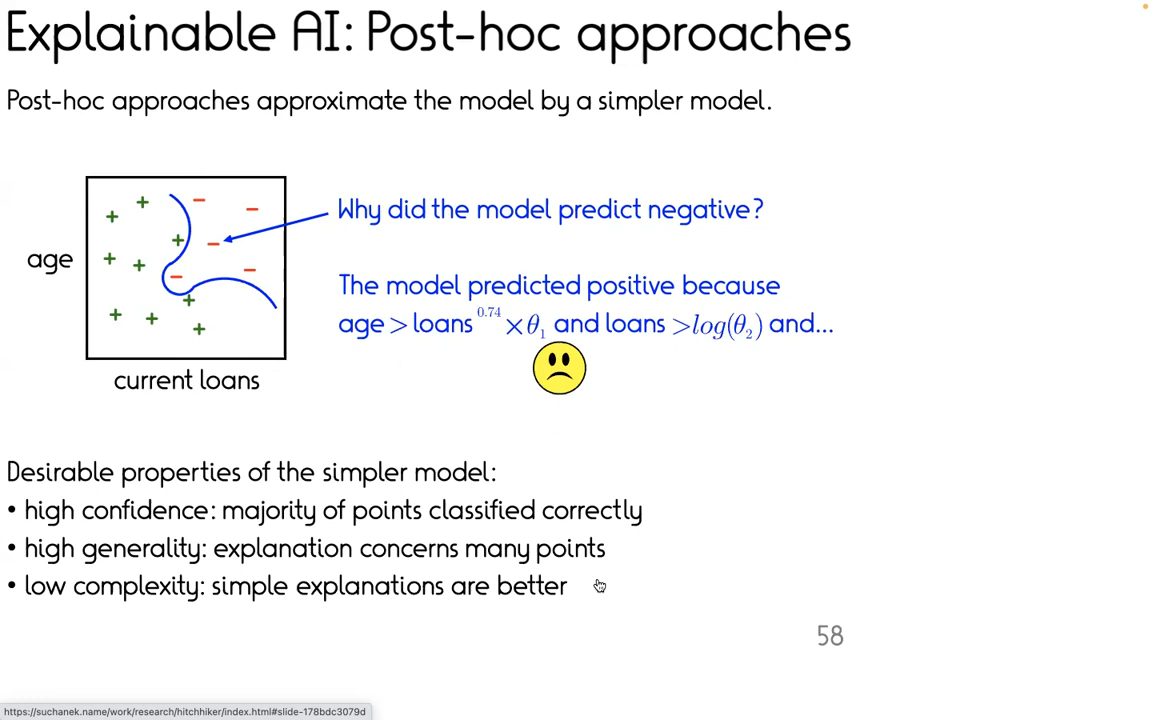 Explainable AI: Post-hoc approaches
Post-hoc approaches approximate the model by a simpler model.
Why did the model predict negative?
age
The model predicted positive because
age > loans^0.74 × θ₁ and loans > log(θ₂) and...
current loans
Desirable properties of the simpler model:
• high confidence: majority of points classified correctly
• high generality: explanation concerns many points
• low complexity: simple explanations are better
58
https://suchanek.name/work/research/hitchhiker/index.html#slide-178bdc3079d